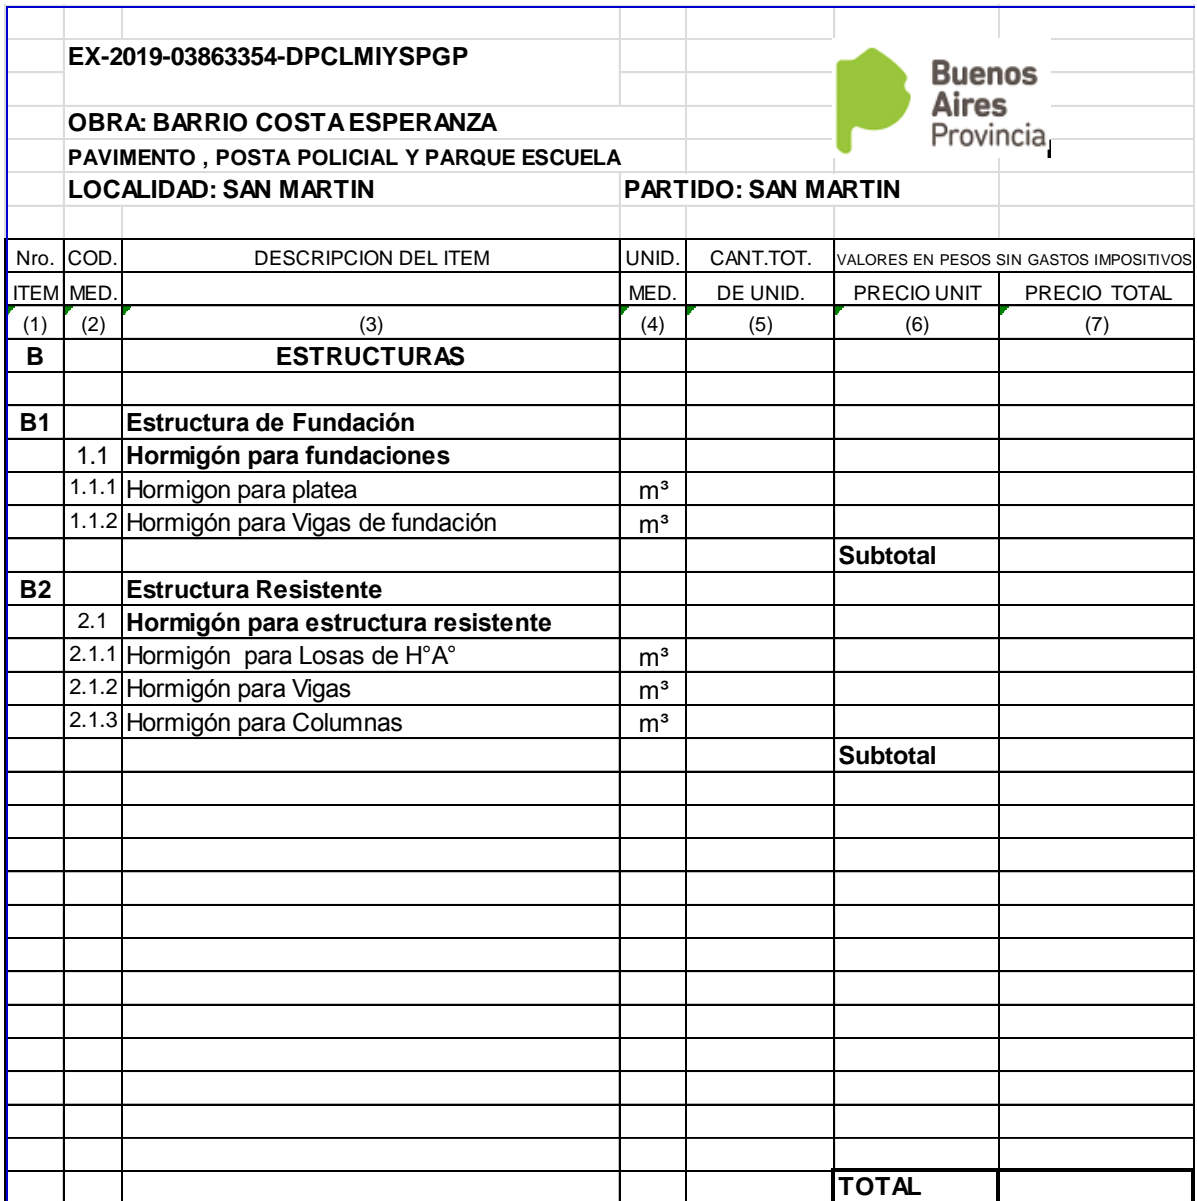 EX-2019-03863354-DPCLMIYSPGP
Buenos
Aires
Provincia
OBRA: BARRIO COSTA ESPERANZA
PAVIMENTO , POSTA POLICIAL Y PARQUE ESCUELA
LOCALIDAD: SAN MARTIN PARTIDO: SAN MARTIN
Nro. COD. DESCRIPCION DEL ITEM UNID. CANT.TOT. VALORES EN PESOS SIN GASTOS IMPOSITIVOS
ITEM MED. MED. DE UNID. PRECIO UNIT PRECIO TOTAL
(1) (2) (3) (4) (5) (6) (7)
B ESTRUCTURAS
B1 Estructura de Fundación
1.1 Hormigón para fundaciones
1.1.1 Hormigon para platea m³
1.1.2 Hormigón para Vigas de fundación m³
Subtotal
B2 Estructura Resistente
2.1 Hormigón para estructura resistente
2.1.1 Hormigón para Losas de H°A° m³
2.1.2 Hormigón para Vigas m³
2.1.3 Hormigón para Columnas m³
Subtotal
TOTAL